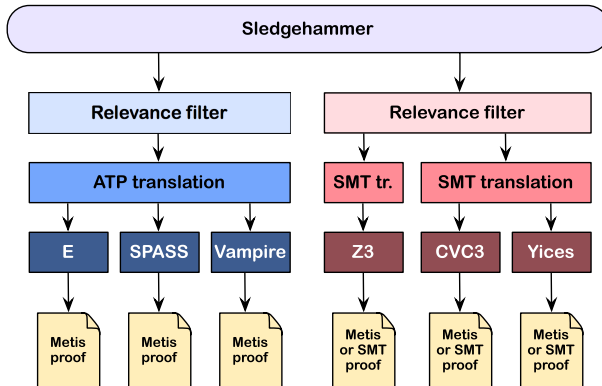 Sledgehammer
Relevance filter
Relevance filter
ATP translation
SMT tr.
SMT translation
E
SPASS
Vampire
Z3
CVC3
Yices
Metis
proof
Metis
proof
Metis
proof
Metis
or SMT
proof
Metis
or SMT
proof
Metis
or SMT
proof